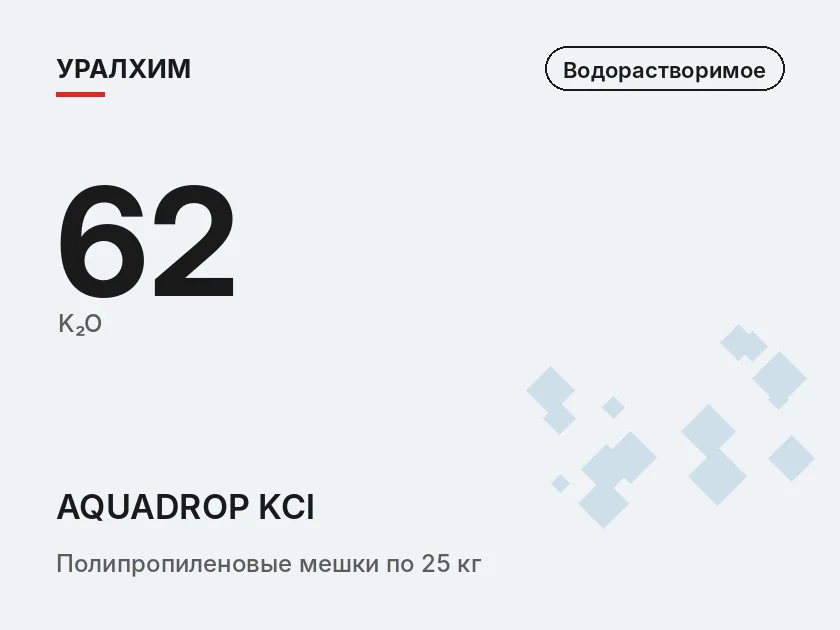 УРАЛХИМ
Водорастворимое
62
K₂O
AQUADROP KCl
Полипропиленовые мешки по 25 кг